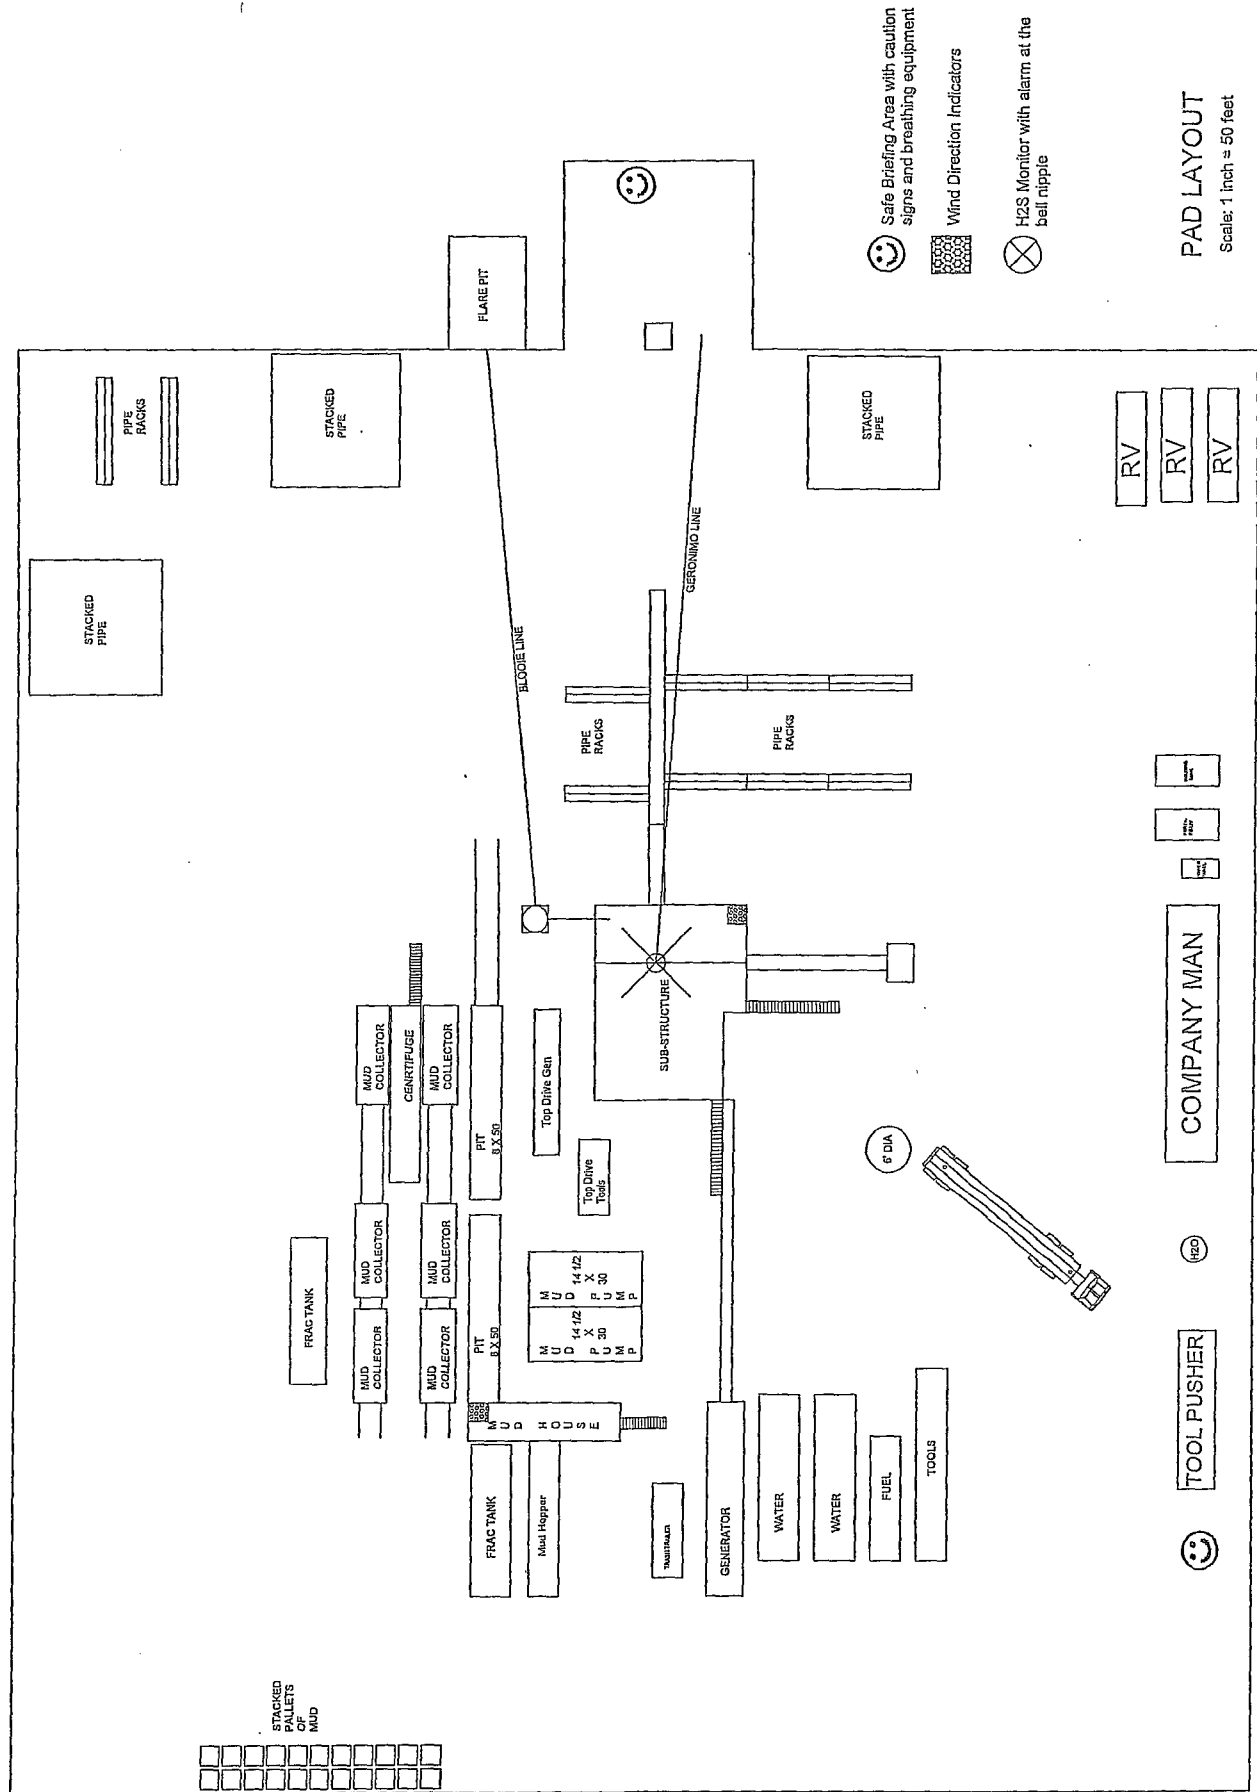 STACKED
PIPE
PIPE
RACKS
STACKED
PIPE
FLARE PIT
STACKED
PIPE
BLOOIE LINE
GERONIMO LINE
PIPE
RACKS
PIPE
RACKS
RV
RV
RV
Safe Briefing Area with caution
signs and breathing equipment
Wind Direction Indicators
H2S Monitor with alarm at the
bell nipple
PAD LAYOUT
Scale: 1 inch = 50 feet
FRAC TANK
MUD
COLLECTOR
MUD
COLLECTOR
MUD
COLLECTOR
CENRTIFUGE
MUD
COLLECTOR
MUD
COLLECTOR
MUD
COLLECTOR
PIT
8 X 50
PIT
8 X 50
Top Drive Gen
Top Drive
Tools
SUB-STRUCTURE
MUD PUMP
14 1/2
X
30
MUD PUMP
14 1/2
X
30
MUD HOUSE
FRAC TANK
Mud Hopper
GENERATOR
WATER
WATER
FUEL
TOOLS
6' DIA
COMPANY MAN
H2O
TOOL PUSHER
STACKED
PALLETS
OF
MUD